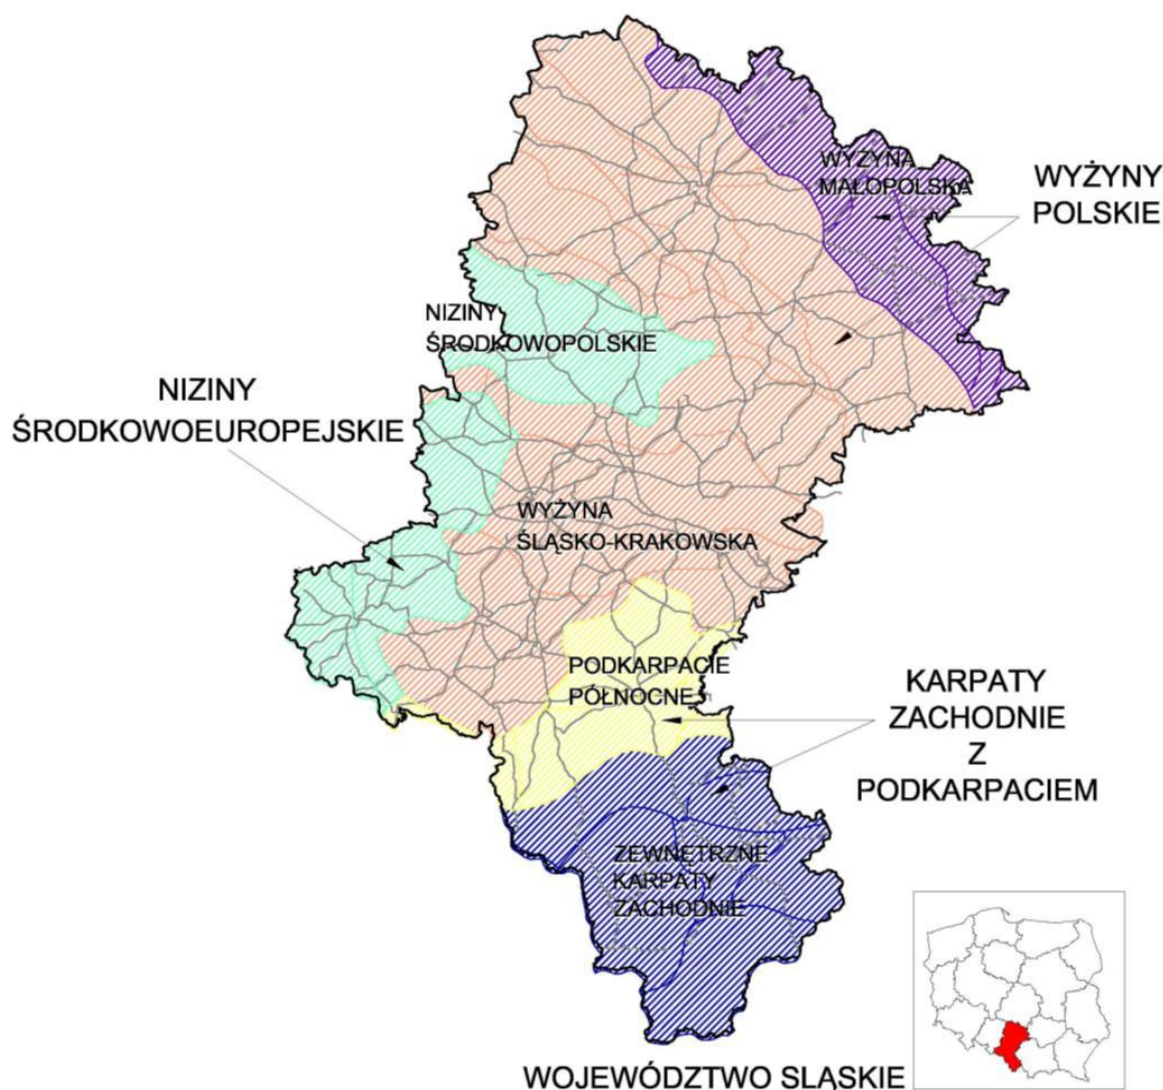 WYŻYNA
MAŁOPOLSKA
WYŻYNY
POLSKIE
NIZINY
ŚRODKOWOPOLSKIE
NIZINY
ŚRODKOWOEUROPEJSKIE
WYŻYNA
ŚLĄSKO-KRAKOWSKA
PODKARPACIE
PÓŁNOCNE
KARPATY
ZACHODNIE
Z
PODKARPACIEM
ZEWNĘTRZNE
KARPATY
ZACHODNIE
WOJEWÓDZTWO SLĄSKIE